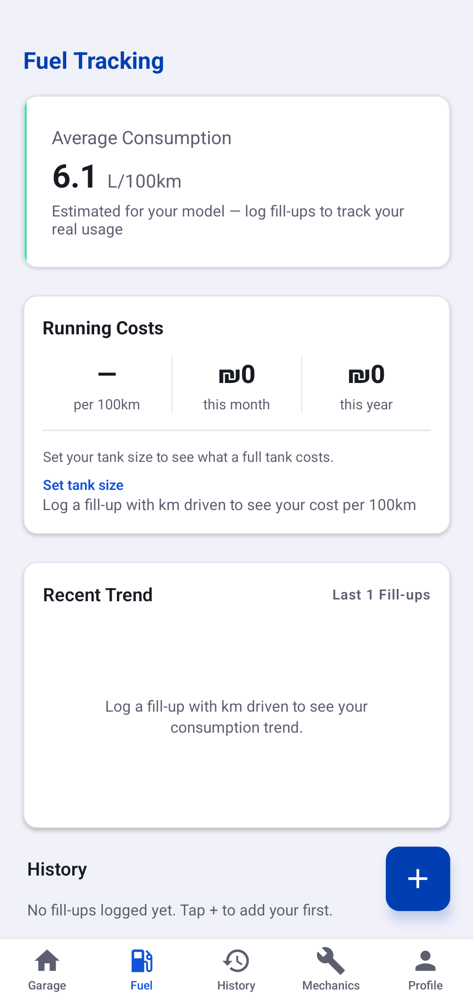 Fuel Tracking
Average Consumption
6.1 L/100km
Estimated for your model — log fill-ups to track your
real usage
Running Costs
— ₪0 ₪0
per 100km this month this year
Set your tank size to see what a full tank costs.
Set tank size
Log a fill-up with km driven to see your cost per 100km
Recent Trend Last 1 Fill-ups
Log a fill-up with km driven to see your
consumption trend.
History
+
No fill-ups logged yet. Tap + to add your first.
Garage Fuel History Mechanics Profile